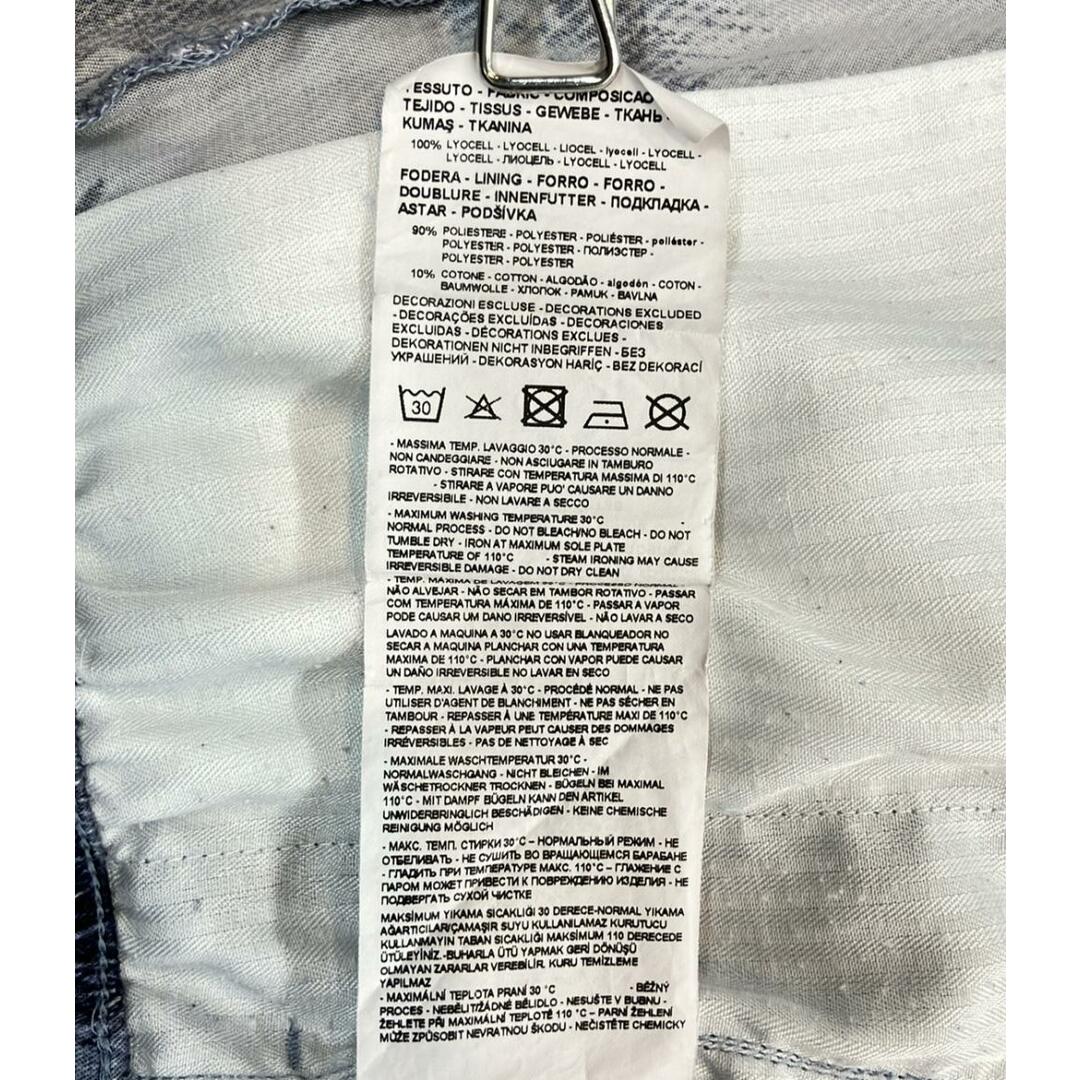 ESSUTO - FABRIC - COMPOSICAO
TEJIDO - TISSUS - GEWEBE - ТКАНЬ -
KUMAŞ - TKANINA
100% LYOCELL - LYOCELL - LIOCEL - lyocell - LYOCELL -
LYOCELL - ЛИОЦЕЛЬ - LYOCELL - LYOCELL
FODERA - LINING - FORRO - FORRO -
DOUBLURE - INNENFUTTER - ПОДКЛАДКА -
ASTAR - PODŠÍVKA
90% POLIESTERE - POLYESTER - POLIÉSTER - poliéster -
POLYESTER - POLYESTER - ПОЛИЭСТЕР -
POLYESTER - POLYESTER
10% COTONE - COTTON - ALGODÃO - algodón - COTON -
BAUMWOLLE - ХЛОПОК - PAMUK - BAVLNA
DECORAZIONI ESCLUSE - DECORATIONS EXCLUDED
- DECORAÇÕES EXCLUÍDAS - DECORACIONES
EXCLUIDAS - DÉCORATIONS EXCLUES -
DEKORATIONEN NICHT INBEGRIFFEN - БЕЗ
УКРАШЕНИЙ - DEKORASYON HARİÇ - BEZ DEKORACÍ
30
- MASSIMA TEMP. LAVAGGIO 30°C - PROCESSO NORMALE -
NON CANDEGGIARE - NON ASCIUGARE IN TAMBURO
ROTATIVO - STIRARE CON TEMPERATURA MASSIMA DI 110°C
- STIRARE A VAPORE PUO' CAUSARE UN DANNO
IRREVERSIBILE - NON LAVARE A SECCO
- MAXIMUM WASHING TEMPERATURE 30°C -
NORMAL PROCESS - DO NOT BLEACH/NO BLEACH - DO NOT
TUMBLE DRY - IRON AT MAXIMUM SOLE PLATE
TEMPERATURE OF 110°C - STEAM IRONING MAY CAUSE
IRREVERSIBLE DAMAGE - DO NOT DRY CLEAN
- TEMP. MÁXIMA DE LAVAGEM 30°C - PROCESSO NORMAL -
NÃO ALVEJAR - NÃO SECAR EM TAMBOR ROTATIVO - PASSAR
COM TEMPERATURA MÁXIMA DE 110°C - PASSAR A VAPOR
PODE CAUSAR UM DANO IRREVERSÍVEL - NÃO LAVAR A SECO
LAVADO A MAQUINA A 30°C NO USAR BLANQUEADOR NO
SECAR A MAQUINA PLANCHAR CON UNA TEMPERATURA
MAXIMA DE 110°C - PLANCHAR CON VAPOR PUEDE CAUSAR
UN DAÑO IRREVERSIBLE NO LAVAR EN SECO
- TEMP. MAXI. LAVAGE À 30°C - PROCÉDÉ NORMAL - NE PAS
UTILISER D'AGENT DE BLANCHIMENT - NE PAS SÉCHER EN
TAMBOUR - REPASSER À UNE TEMPÉRATURE MAXI DE 110°C
- REPASSER À LA VAPEUR PEUT CAUSER DES DOMMAGES
IRRÉVERSIBLES - PAS DE NETTOYAGE À SEC
- MAXIMALE WASCHTEMPERATUR 30°C -
NORMALWASCHGANG - NICHT BLEICHEN - IM
WÄSCHETROCKNER TROCKNEN - BÜGELN BEI MAXIMAL
110°C - MIT DAMPF BÜGELN KANN DEN ARTIKEL
UNWIDERBRINGLICH BESCHÄDIGEN - KEINE CHEMISCHE
REINIGUNG MÖGLICH
- МАКС. ТЕМП. СТИРКИ 30°C – НОРМАЛЬНЫЙ РЕЖИМ - НЕ
ОТБЕЛИВАТЬ - НЕ СУШИТЬ ВО ВРАЩАЮЩЕМСЯ БАРАБАНЕ
- ГЛАДИТЬ ПРИ ТЕМПЕРАТУРЕ МАКС. 110°C – ГЛАЖЕНИЕ С
ПАРОМ МОЖЕТ ПРИВЕСТИ К ПОВРЕЖДЕНИЮ ИЗДЕЛИЯ - НЕ
ПОДВЕРГАТЬ СУХОЙ ЧИСТКЕ
MAKSİMUM YIKAMA SICAKLIĞI 30 DERECE-NORMAL YIKAMA
AĞARTICILAR/ÇAMAŞIR SUYU KULLANILAMAZ KURUTUCU
KULLANMAYIN TABAN SICAKLIĞI MAKSİMUM 110 DERECEDE
ÜTÜLEYİNİZ.-BUHARLA ÜTÜ YAPMAK GERİ DÖNÜŞÜ
OLMAYAN ZARARLAR VEREBİLİR. KURU TEMİZLEME
YAPILMAZ
- MAXIMÁLNÍ TEPLOTA PRANÍ 30 °C - BĚŽNÝ
PROCES - NEBĚLIT/ŽÁDNÉ BĚLIDLO - NESUŠTE V BUBNU -
ŽEHLETE PŘI MAXIMÁLNÍ TEPLOTĚ 110 °C – PARNÍ ŽEHLENÍ
MŮŽE ZPŮSOBIT NEVRATNOU ŠKODU - NEČISTĚTE CHEMICKY